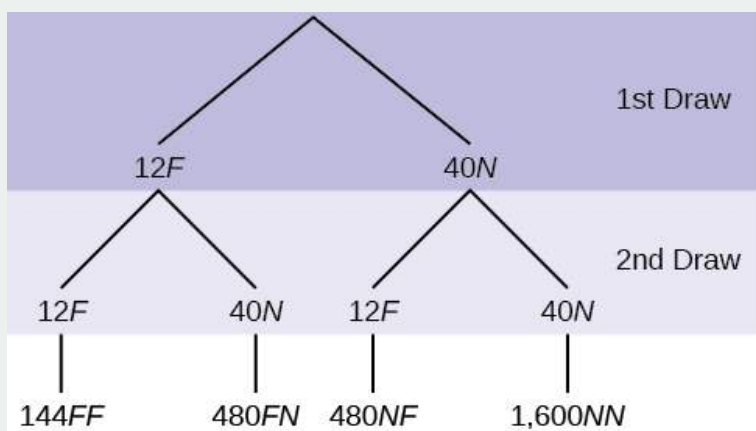 1st Draw
12F 40N
2nd Draw
12F 40N 12F 40N
144FF 480FN 480NF 1,600NN